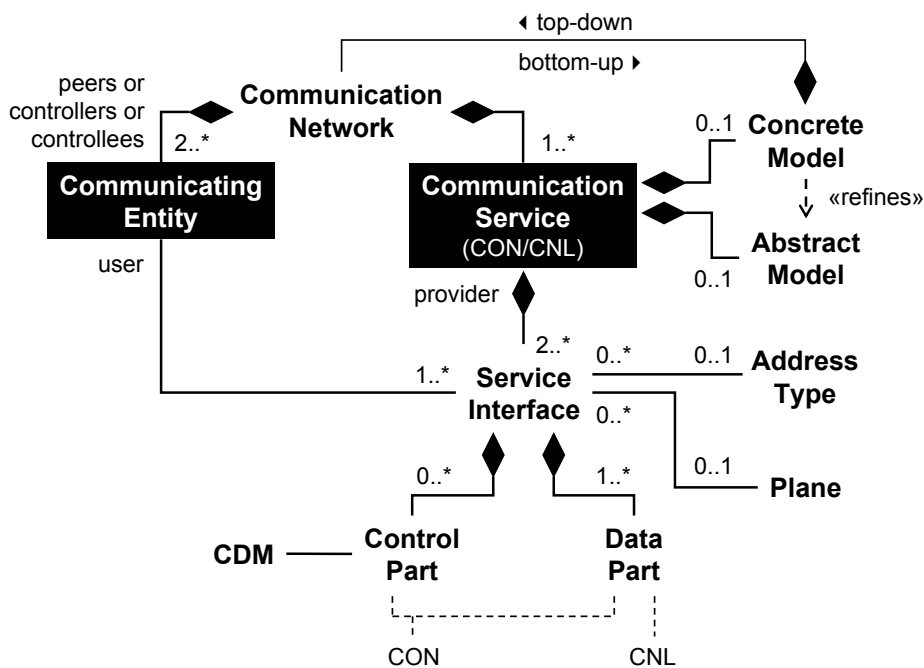 ◂ top-down
bottom-up ▸
peers or
controllers or
controllees
2..*
Communication
Network
1..*
0..1
Concrete
Model
«refines»
Abstract
Model
0..1
Communicating
Entity
Communication
Service
(CON/CNL)
user
provider
2..*
1..*
Service
Interface
0..*
0..1
Address
Type
0..*
0..1
Plane
0..*
1..*
CDM
Control
Part
Data
Part
CON
CNL